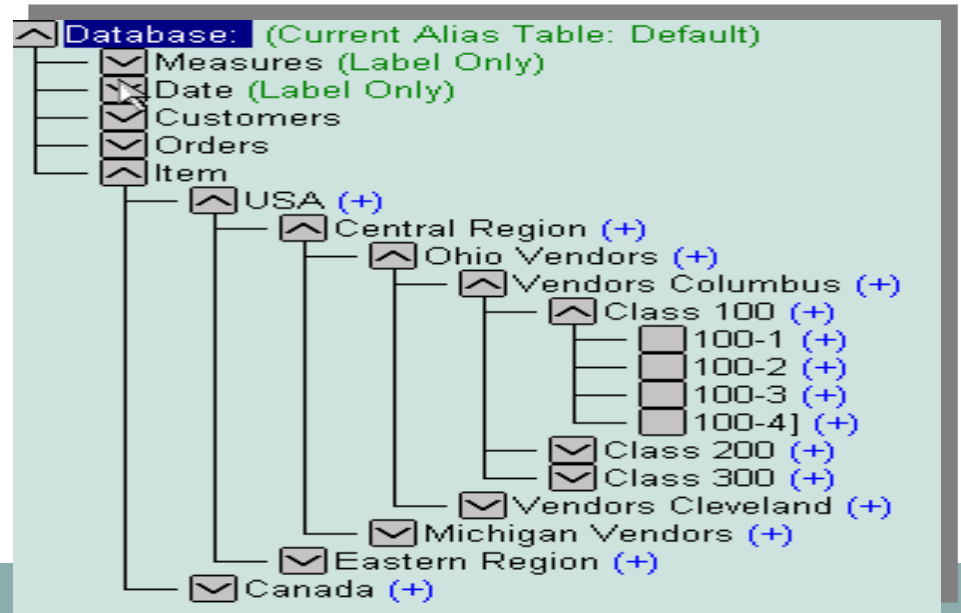 Database: (Current Alias Table: Default)
Measures (Label Only)
Date (Label Only)
Customers
Orders
Item
USA (+)
Central Region (+)
Ohio Vendors (+)
Vendors Columbus (+)
Class 100 (+)
100-1 (+)
100-2 (+)
100-3 (+)
100-4] (+)
Class 200 (+)
Class 300 (+)
Vendors Cleveland (+)
Michigan Vendors (+)
Eastern Region (+)
Canada (+)